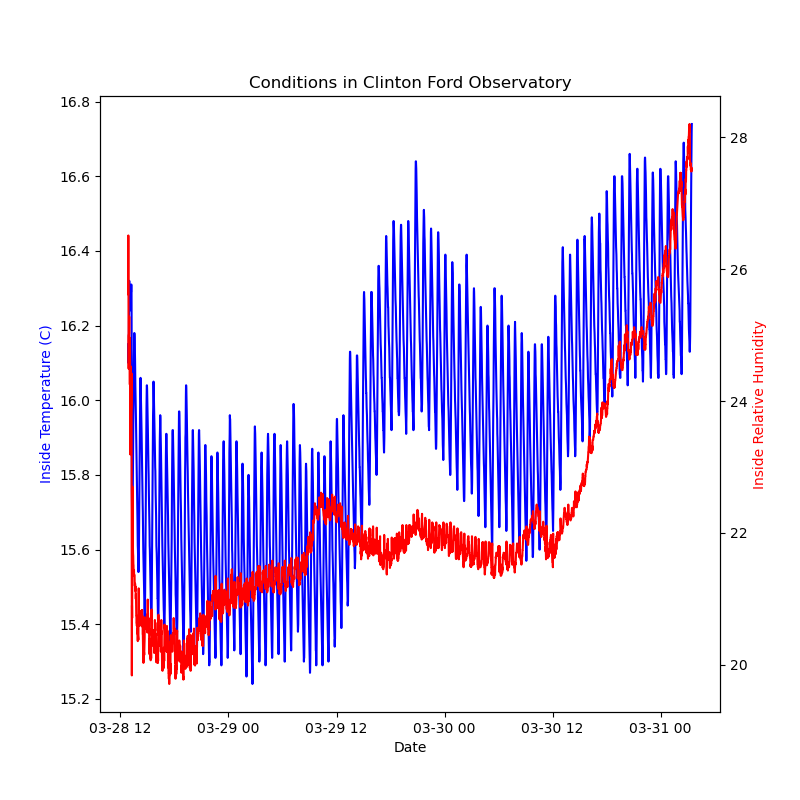 Conditions in Clinton Ford Observatory
16.8
16.6
16.4
16.2
16.0
15.8
15.6
15.4
15.2
Inside Temperature (C)
28
26
24
22
20
Inside Relative Humidity
03-28 12 03-29 00 03-29 12 03-30 00 03-30 12 03-31 00
Date